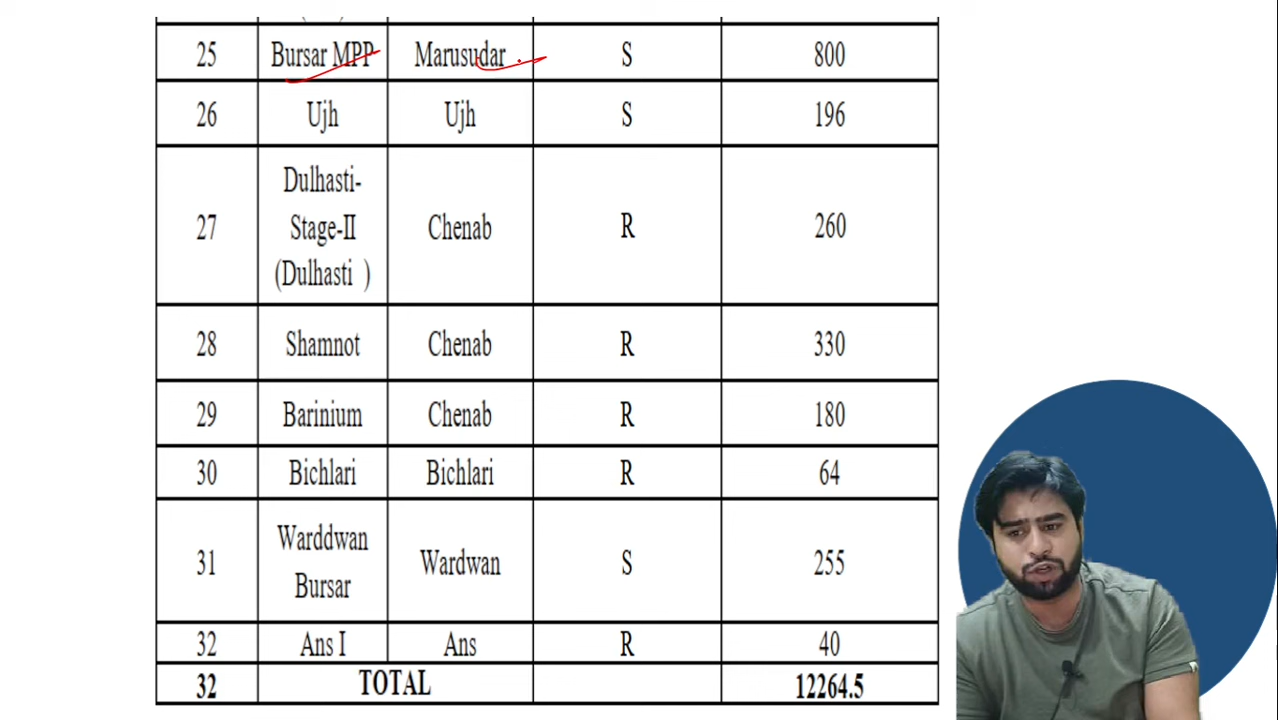 25 Bursar MPP Marusudar S 800
26 Ujh Ujh S 196
27 Dulhasti-
Stage-II
(Dulhasti ) Chenab R 260
28 Shamnot Chenab R 330
29 Barinium Chenab R 180
30 Bichlari Bichlari R 64
31 Warddwan
Bursar Wardwan S 255
32 Ans I Ans R 40
32 TOTAL 12264.5